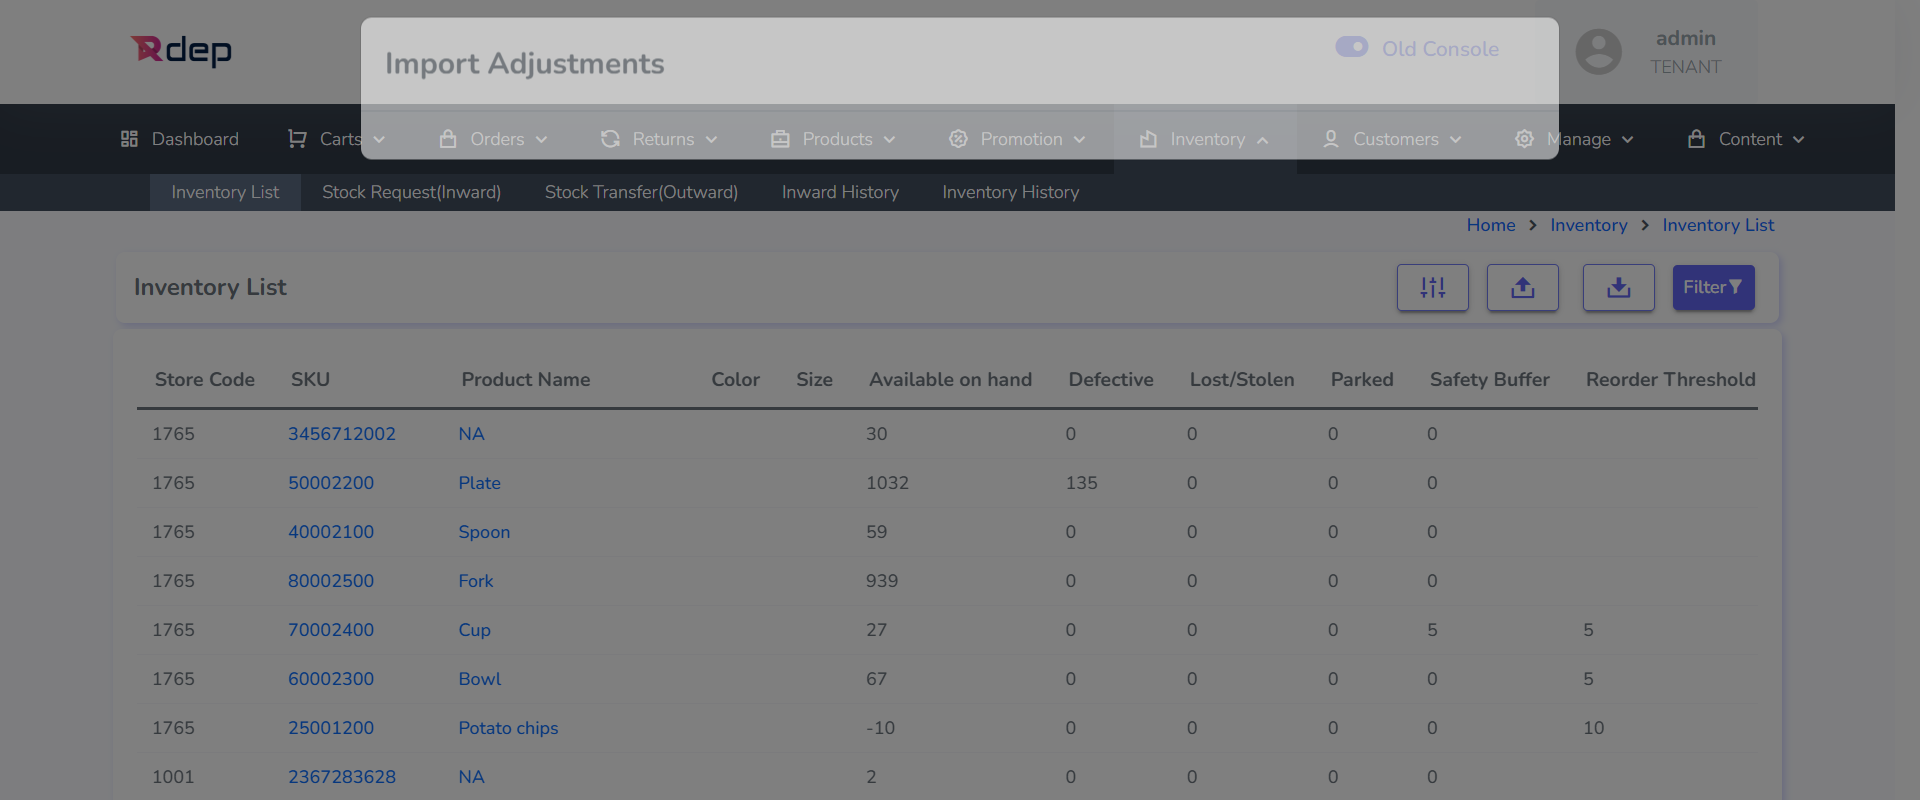 Rdep
Import Adjustments
Old Console
admin
TENANT
Dashboard Carts Orders Returns Products Promotion Inventory Customers Manage Content
Inventory List Stock Request(Inward) Stock Transfer(Outward) Inward History Inventory History
Home > Inventory > Inventory List
Inventory List
Filter
Store Code SKU Product Name Color Size Available on hand Defective Lost/Stolen Parked Safety Buffer Reorder Threshold
1765 3456712002 NA 30 0 0 0 0
1765 50002200 Plate 1032 135 0 0 0
1765 40002100 Spoon 59 0 0 0 0
1765 80002500 Fork 939 0 0 0 0
1765 70002400 Cup 27 0 0 0 5 5
1765 60002300 Bowl 67 0 0 0 0 5
1765 25001200 Potato chips -10 0 0 0 0 10
1001 2367283628 NA 2 0 0 0 0